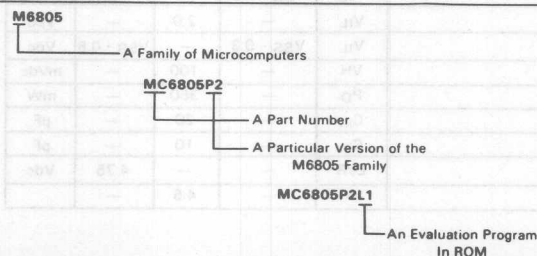 M6805
A Family of Microcomputers
MC6805P2
A Part Number
A Particular Version of the
M6805 Family
MC6805P2L1
An Evaluation Program
In ROM